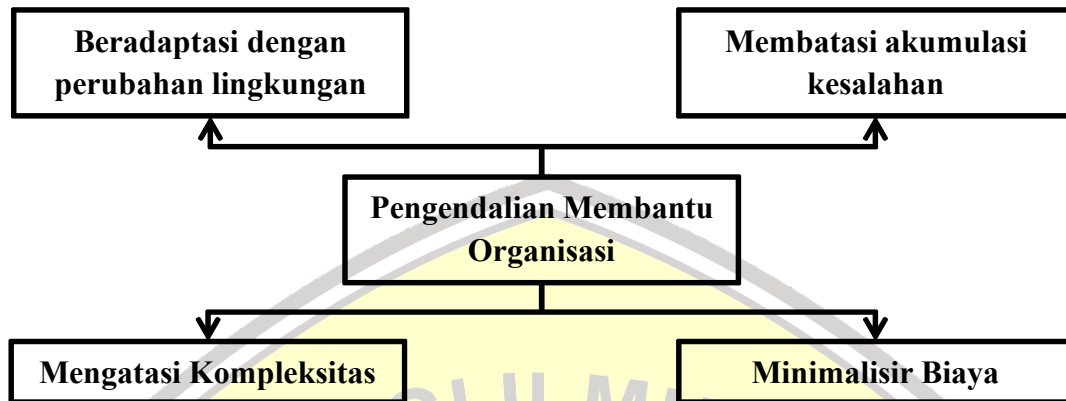 Beradaptasi dengan
perubahan lingkungan
Membatasi akumulasi
kesalahan
Pengendalian Membantu
Organisasi
Mengatasi Kompleksitas
Minimalisir Biaya